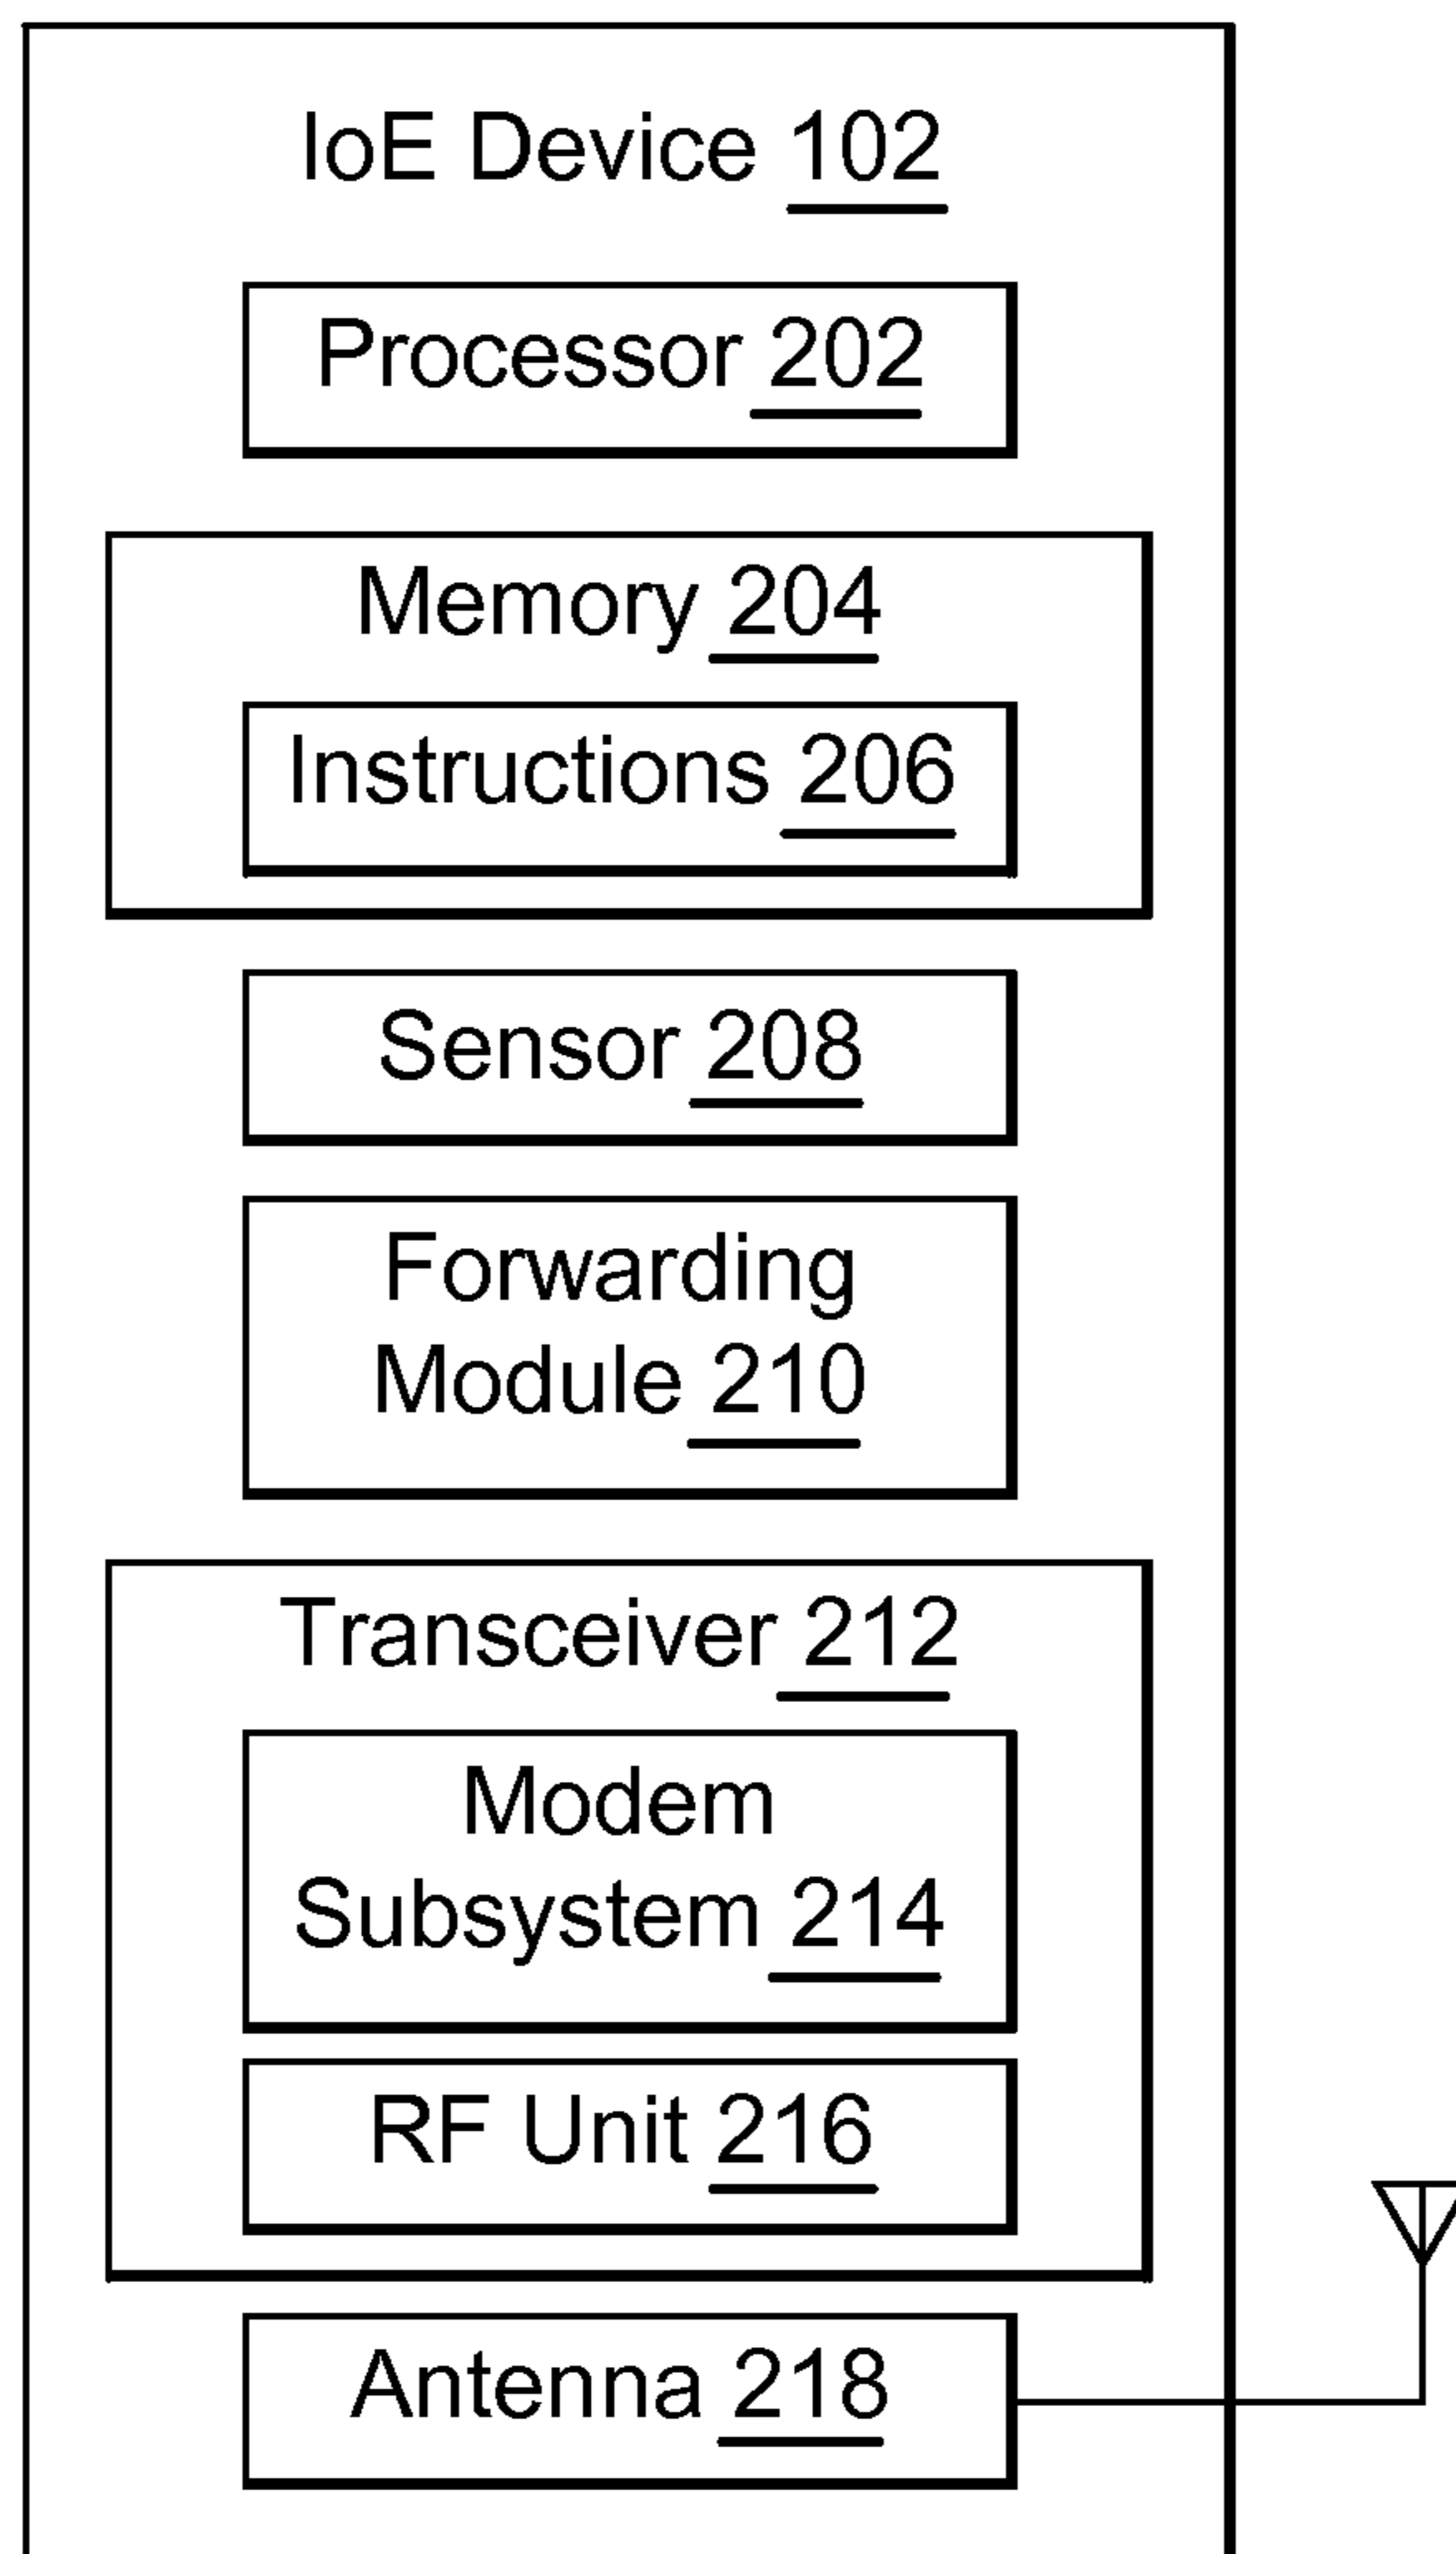 IoE Device 102
Processor 202
Memory 204
Instructions 206
Sensor 208
Forwarding
Module 210
Transceiver 212
Modem
Subsystem 214
RF Unit 216
Antenna 218